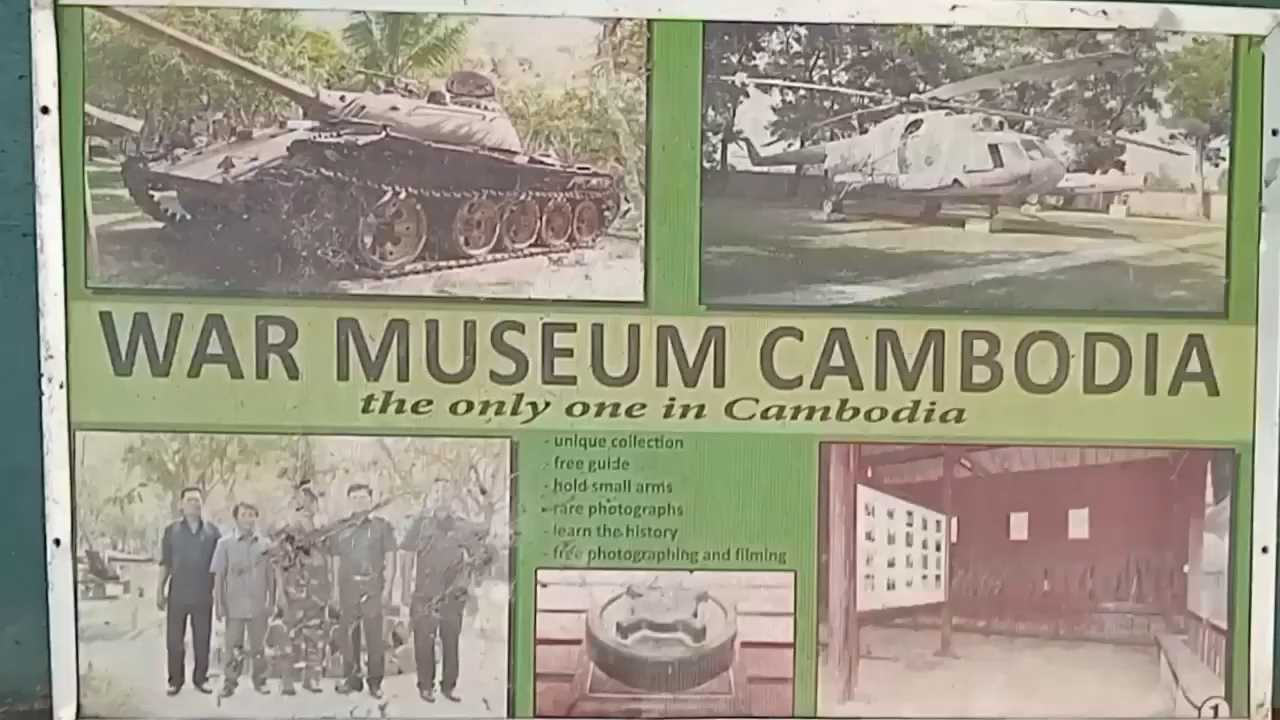 WAR MUSEUM CAMBODIA
the only one in Cambodia
- unique collection
- free guide
- hold small arms
- rare photographs
- learn the history
- free photographing and filming
1